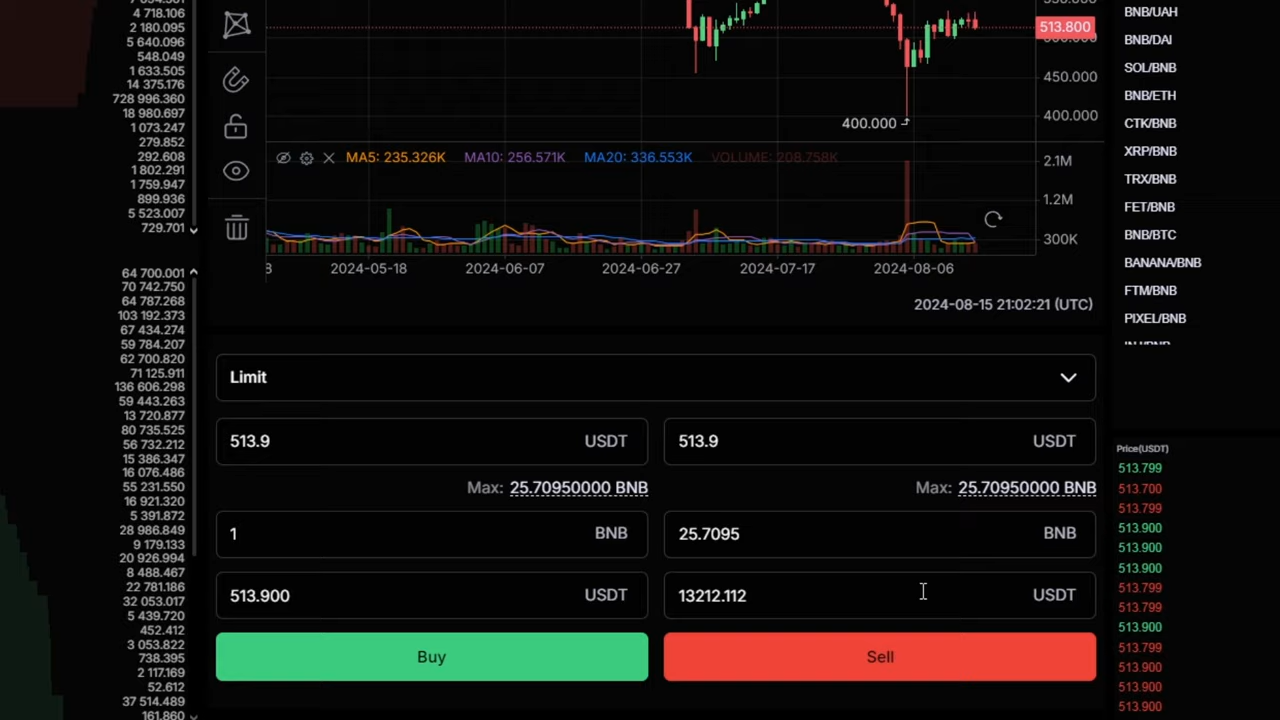 4 718.106
2 180.095
5 640.096
548.049
1 633.505
14 375.176
728 996.360
18 980.697
1 073.247
279.852
292.608
1 802.291
1 759.947
899.936
5 523.007
729.701
64 700.001
70 742.750
64 787.268
103 192.373
67 434.274
59 784.207
62 700.820
71 125.911
136 606.298
59 443.263
13 720.877
80 735.525
56 732.212
15 386.347
16 076.486
55 231.550
16 921.320
5 391.872
28 986.849
9 179.133
20 926.994
8 488.467
22 781.186
32 053.017
5 439.720
452.412
3 053.822
738.395
2 117.169
52.612
37 514.489
161.860
513.800
450.000
400.000
400.000
MA5: 235.326K MA10: 256.571K MA20: 336.553K VOLUME: 208.758K
2.1M
1.2M
300K
8 2024-05-18 2024-06-07 2024-06-27 2024-07-17 2024-08-06
2024-08-15 21:02:21 (UTC)
Limit
513.9 USDT
513.9 USDT
Max: 25.70950000 BNB
Max: 25.70950000 BNB
1 BNB
25.7095 BNB
513.900 USDT
13212.112 USDT
Buy
Sell
BNB/UAH
BNB/DAI
SOL/BNB
BNB/ETH
CTK/BNB
XRP/BNB
TRX/BNB
FET/BNB
BNB/BTC
BANANA/BNB
FTM/BNB
PIXEL/BNB
Price(USDT)
513.799
513.700
513.799
513.900
513.900
513.900
513.799
513.799
513.900
513.799
513.900
513.900
513.900